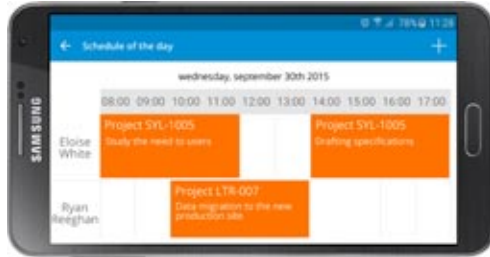 78% 11:28
Schedule of the day
wednesday, september 30th 2015
08:00 09:00 10:00 11:00 12:00 13:00 14:00 15:00 16:00 17:00
Eloise
White
Project SYL-1005
Study the need to users
Project SYL-1005
Drafting specifications
Ryan
Reeghan
Project LTR-007
Data migration to the new
production site
SAMSUNG